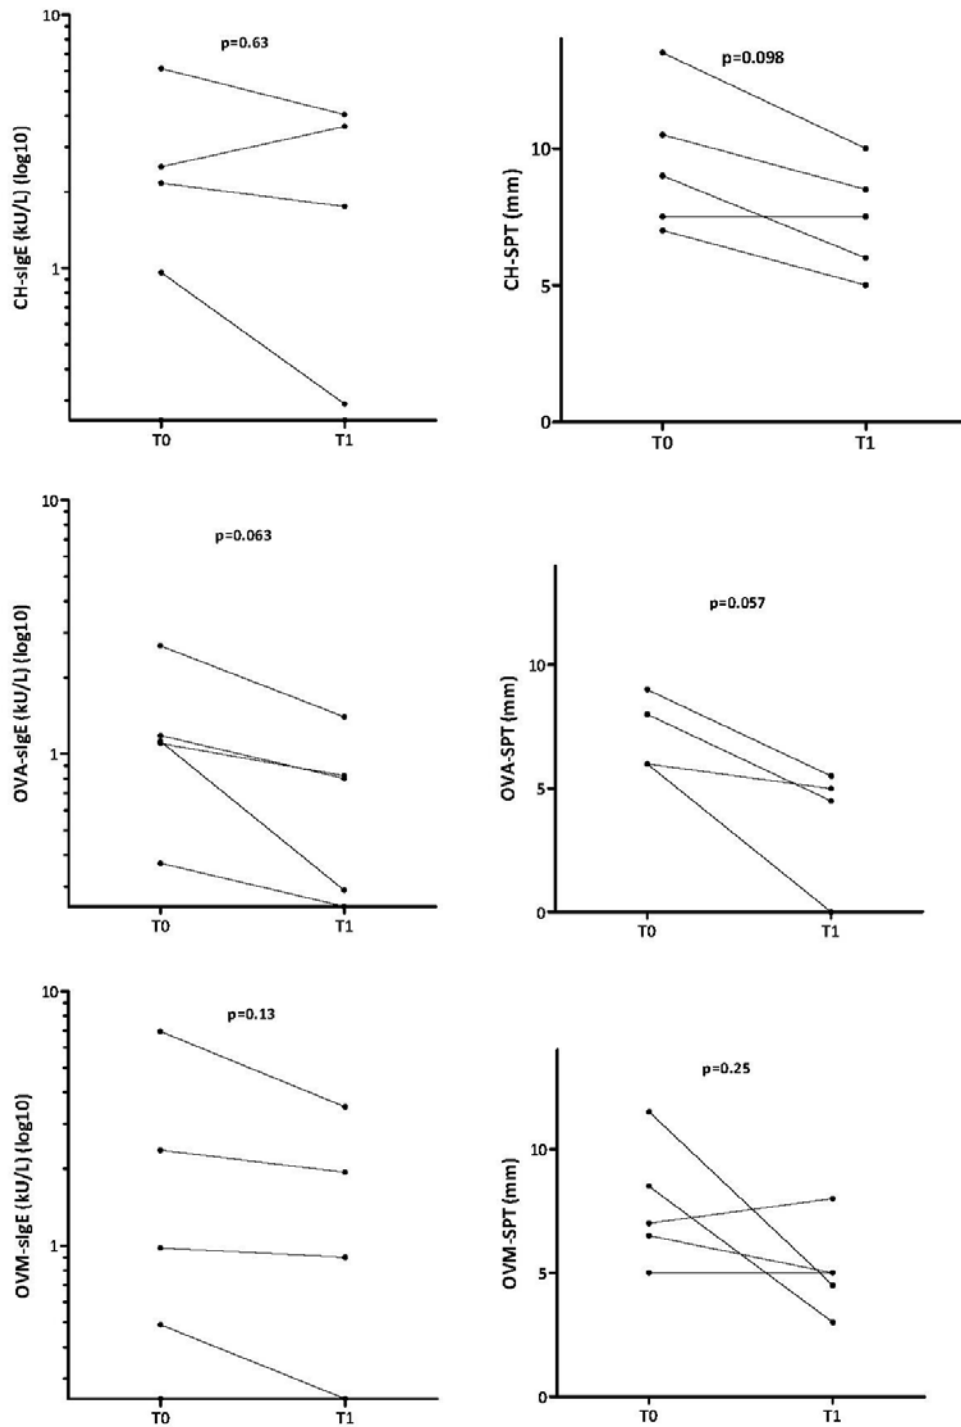 10
p=0.63
CH-sIgE (kU/L) (log10)
1
T0 T1
p=0.098
10
CH-SPT (mm)
5
0
T0 T1
10
p=0.063
OVA-sIgE (kU/L) (log10)
1
T0 T1
p=0.057
10
OVA-SPT (mm)
5
0
T0 T1
10
p=0.13
OVM-sIgE (kU/L) (log10)
1
T0 T1
p=0.25
10
OVM-SPT (mm)
5
0
T0 T1